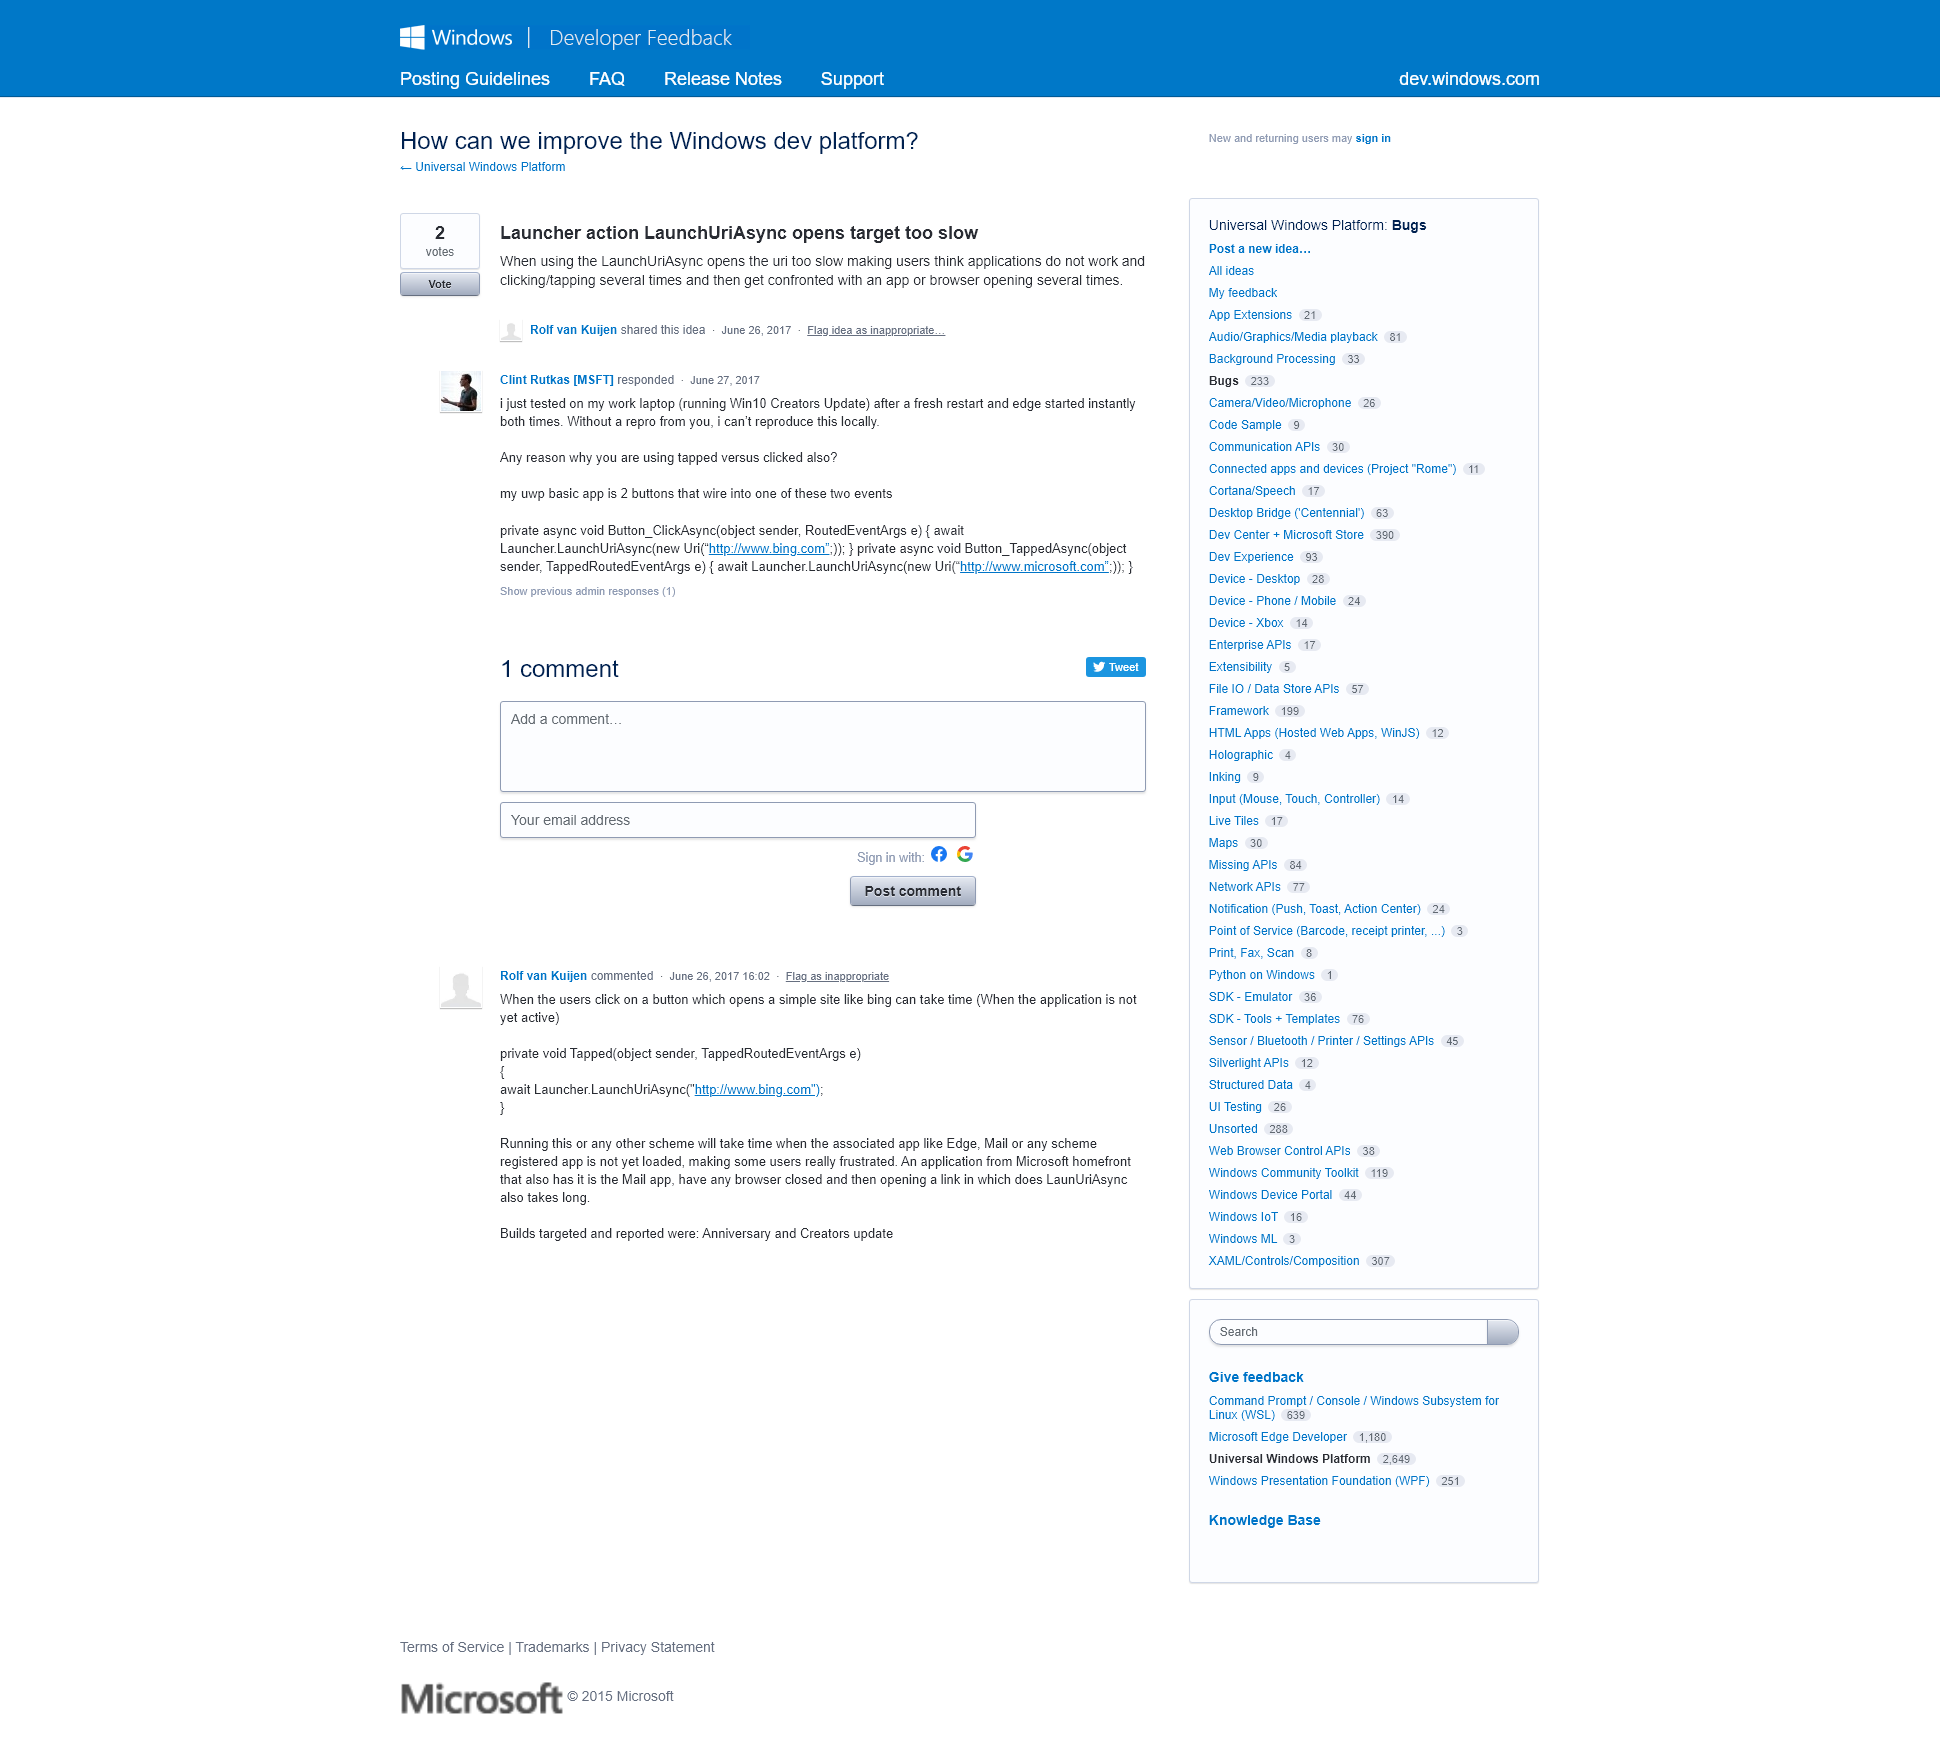 Windows | Developer Feedback
Posting Guidelines FAQ Release Notes Support dev.windows.com
How can we improve the Windows dev platform?
New and returning users may sign in
← Universal Windows Platform
2
votes
Vote
Launcher action LaunchUriAsync opens target too slow
When using the LaunchUriAsync opens the uri too slow making users think applications do not work and
clicking/tapping several times and then get confronted with an app or browser opening several times.
Rolf van Kuijen shared this idea · June 26, 2017 · Flag idea as inappropriate…
Clint Rutkas [MSFT] responded · June 27, 2017
i just tested on my work laptop (running Win10 Creators Update) after a fresh restart and edge started instantly
both times. Without a repro from you, i can’t reproduce this locally.
Any reason why you are using tapped versus clicked also?
my uwp basic app is 2 buttons that wire into one of these two events
private async void Button_ClickAsync(object sender, RoutedEventArgs e) { await
Launcher.LaunchUriAsync(new Uri(“http://www.bing.com”;)); } private async void Button_TappedAsync(object
sender, TappedRoutedEventArgs e) { await Launcher.LaunchUriAsync(new Uri(“http://www.microsoft.com”;)); }
Show previous admin responses (1)
1 comment
Tweet
Add a comment…
Your email address
Sign in with:
Post comment
Rolf van Kuijen commented · June 26, 2017 16:02 · Flag as inappropriate
When the users click on a button which opens a simple site like bing can take time (When the application is not
yet active)
private void Tapped(object sender, TappedRoutedEventArgs e)
{
await Launcher.LaunchUriAsync("http://www.bing.com");
}
Running this or any other scheme will take time when the associated app like Edge, Mail or any scheme
registered app is not yet loaded, making some users really frustrated. An application from Microsoft homefront
that also has it is the Mail app, have any browser closed and then opening a link in which does LaunUriAsync
also takes long.
Builds targeted and reported were: Anniversary and Creators update
Universal Windows Platform: Bugs
Post a new idea…
All ideas
My feedback
App Extensions 21
Audio/Graphics/Media playback 81
Background Processing 33
Bugs 233
Camera/Video/Microphone 26
Code Sample 9
Communication APIs 30
Connected apps and devices (Project "Rome") 11
Cortana/Speech 17
Desktop Bridge ('Centennial') 63
Dev Center + Microsoft Store 390
Dev Experience 93
Device - Desktop 28
Device - Phone / Mobile 24
Device - Xbox 14
Enterprise APIs 17
Extensibility 5
File IO / Data Store APIs 57
Framework 199
HTML Apps (Hosted Web Apps, WinJS) 12
Holographic 4
Inking 9
Input (Mouse, Touch, Controller) 14
Live Tiles 17
Maps 30
Missing APIs 84
Network APIs 77
Notification (Push, Toast, Action Center) 24
Point of Service (Barcode, receipt printer, ...) 3
Print, Fax, Scan 8
Python on Windows 1
SDK - Emulator 36
SDK - Tools + Templates 76
Sensor / Bluetooth / Printer / Settings APIs 45
Silverlight APIs 12
Structured Data 4
UI Testing 26
Unsorted 288
Web Browser Control APIs 38
Windows Community Toolkit 119
Windows Device Portal 44
Windows IoT 16
Windows ML 3
XAML/Controls/Composition 307
Search
Give feedback
Command Prompt / Console / Windows Subsystem for
Linux (WSL) 639
Microsoft Edge Developer 1,180
Universal Windows Platform 2,649
Windows Presentation Foundation (WPF) 251
Knowledge Base
Terms of Service | Trademarks | Privacy Statement
Microsoft © 2015 Microsoft